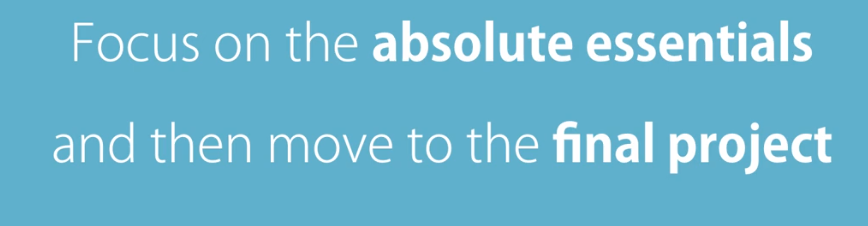 Focus on the absolute essentials
and then move to the final project